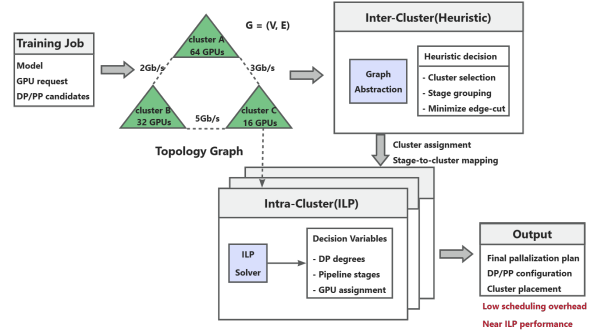 Training Job
Model
GPU request
DP/PP candidates
G = (V, E)
cluster A
64 GPUs
2Gb/s
3Gb/s
cluster B
32 GPUs
5Gb/s
cluster C
16 GPUs
Topology Graph
Inter-Cluster(Heuristic)
Graph
Abstraction
Heuristic decision
- Cluster selection
- Stage grouping
- Minimize edge-cut
Cluster assignment
Stage-to-cluster mapping
Intra-Cluster(ILP)
ILP
Solver
Decision Variables
- DP degrees
- Pipeline stages
- GPU assignment
Output
Final pallalization plan
DP/PP configuration
Cluster placement
Low scheduling overhead
Near ILP performance